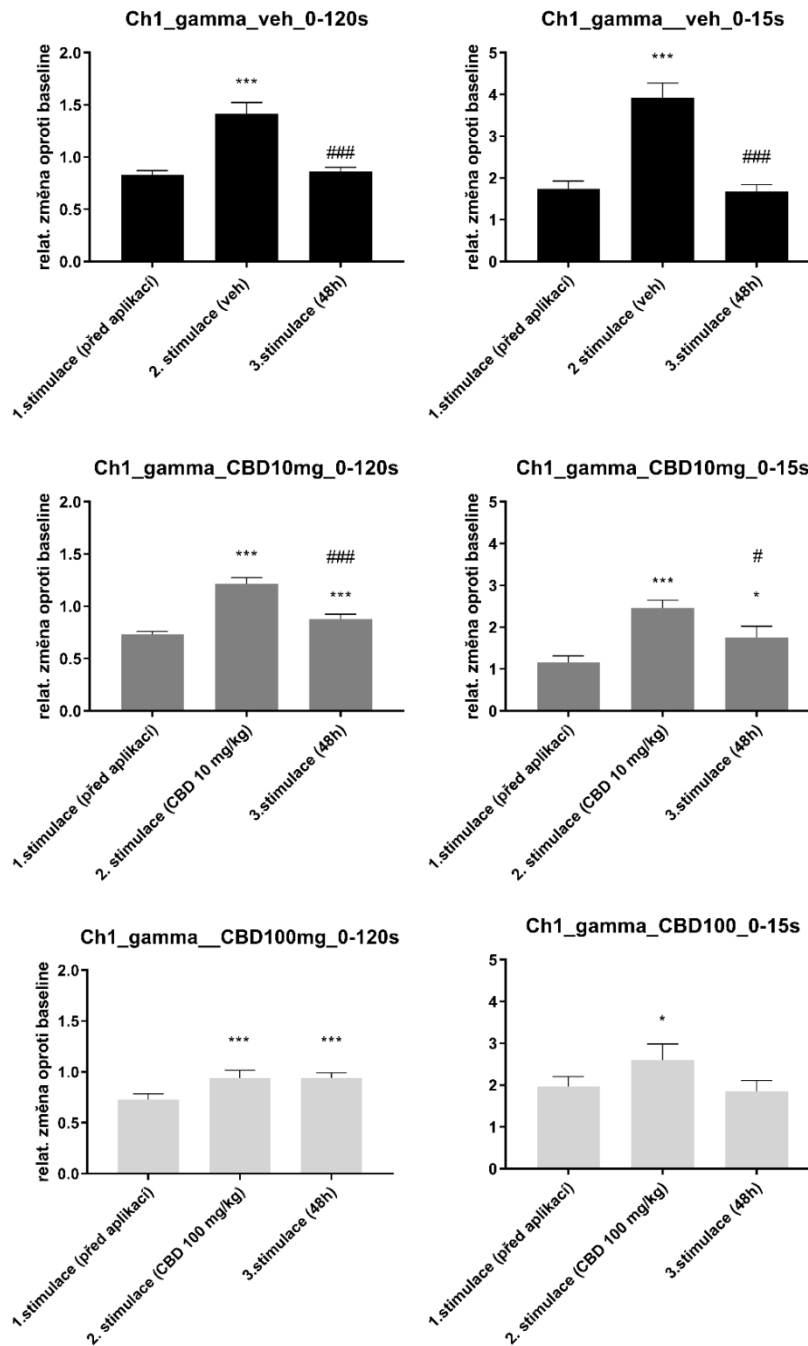 Ch1_gamma_veh_0-120s
relat. změna oproti baseline
2.0
1.5
1.0
0.5
0.0
***
###
1.stimulace (před aplikací)
2. stimulace (veh)
3.stimulace (48h)
Ch1_gamma__veh_0-15s
relat. změna oproti baseline
5
4
3
2
1
0
***
###
1.stimulace (před aplikací)
2 stimulace (veh)
3.stimulace (48h)
Ch1_gamma_CBD10mg_0-120s
relat. změna oproti baseline
2.0
1.5
1.0
0.5
0.0
***
###
***
1.stimulace (před aplikací)
2. stimulace (CBD 10 mg/kg)
3.stimulace (48h)
Ch1_gamma_CBD10mg_0-15s
relat. změna oproti baseline
5
4
3
2
1
0
***
#
*
1.stimulace (před aplikací)
2. stimulace (CBD 10 mg/kg)
3.stimulace (48h)
Ch1_gamma__CBD100mg_0-120s
relat. změna oproti baseline
2.0
1.5
1.0
0.5
0.0
***
***
1.stimulace (před aplikací)
2. stimulace (CBD 100 mg/kg)
3.stimulace (48h)
Ch1_gamma_CBD100_0-15s
5
4
3
2
1
0
*
1.stimulace (před aplikací)
2. stimulace (CBD 100 mg/kg)
3.stimulace (48h)